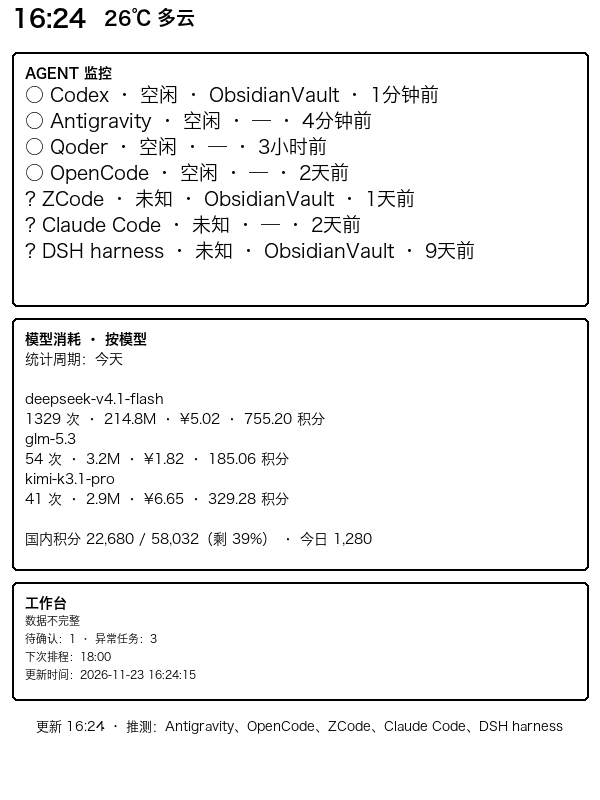 16:24 26℃ 多云
AGENT 监控
○ Codex · 空闲 · ObsidianVault · 1分钟前
○ Antigravity · 空闲 · — · 4分钟前
○ Qoder · 空闲 · — · 3小时前
○ OpenCode · 空闲 · — · 2天前
? ZCode · 未知 · ObsidianVault · 1天前
? Claude Code · 未知 · — · 2天前
? DSH harness · 未知 · ObsidianVault · 9天前
模型消耗 · 按模型
统计周期：今天
deepseek-v4.1-flash
1329 次 · 214.8M · ¥5.02 · 755.20 积分
glm-5.3
54 次 · 3.2M · ¥1.82 · 185.06 积分
kimi-k3.1-pro
41 次 · 2.9M · ¥6.65 · 329.28 积分
国内积分 22,680 / 58,032（剩 39%） · 今日 1,280
工作台
数据不完整
待确认：1 · 异常任务：3
下次排程：18:00
更新时间：2026-11-23 16:24:15
更新 16:24 · 推测：Antigravity、OpenCode、ZCode、Claude Code、DSH harness